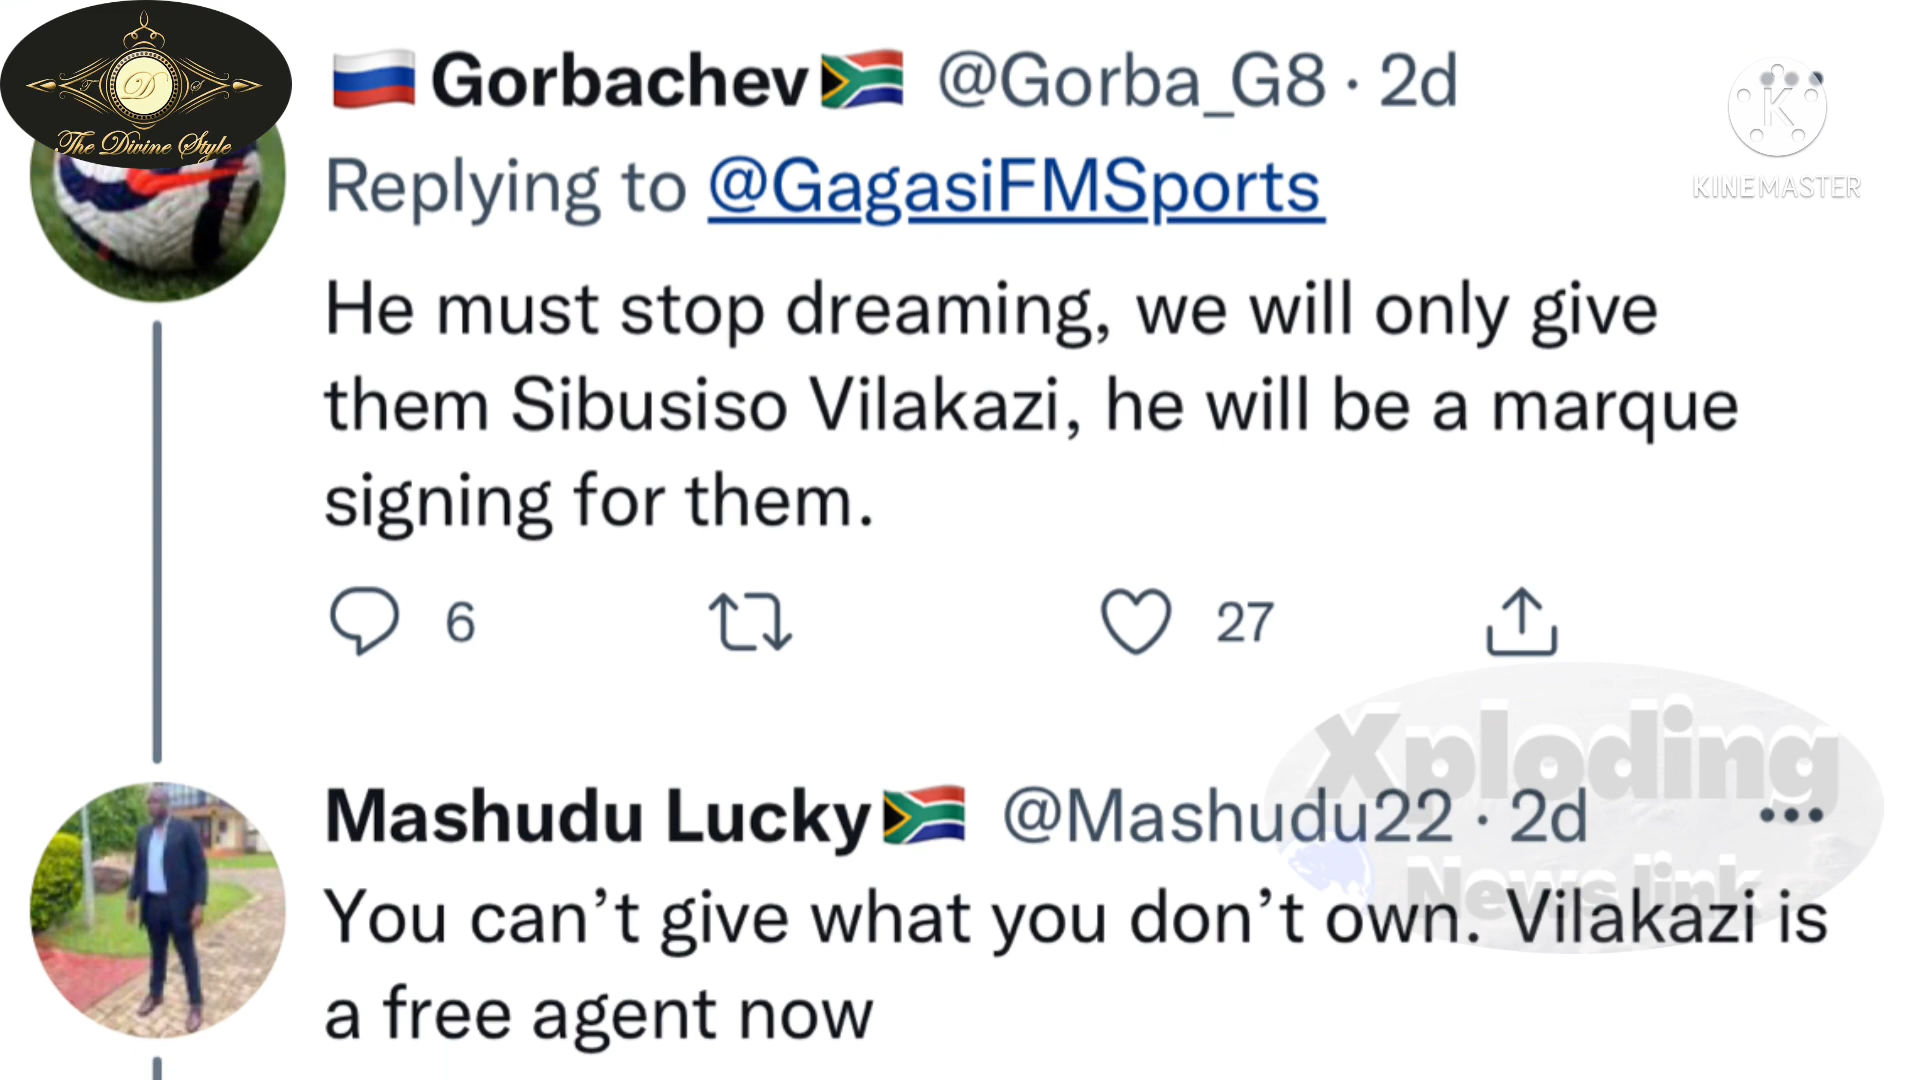 The Divine Style
Gorbachev @Gorba_G8 · 2d
KINEMASTER
Replying to @GagasiFMSports
He must stop dreaming, we will only give
them Sibusiso Vilakazi, he will be a marque
signing for them.
6 27
Xploding
Mashudu Lucky @Mashudu22 · 2d
News link
You can’t give what you don’t own. Vilakazi is
a free agent now